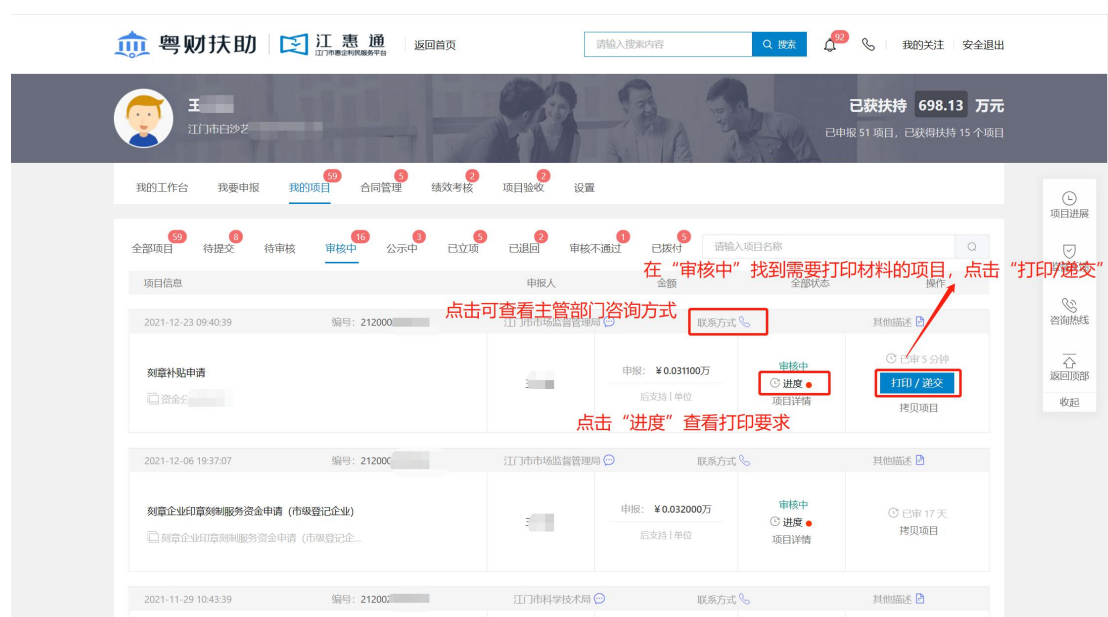 粤财扶助 江惠通 返回首页 请输入搜索内容 搜索 92 我的关注 安全退出
江门市惠企利民服务平台
王
江门市白沙
已获扶持 698.13 万元
已申报 51 项目，已获得扶持 15 个项目
我的工作台 我要申报 我的项目 59 合同管理 5 绩效考核 2 项目验收 2 设置
全部项目 59 待提交 8 待审核 审核中 16 公示中 3 已立项 5 已退回 2 审核不通过 1 已拨付 5 请输入项目名称
在“审核中”找到需要打印材料的项目，点击“打印/递交”
项目信息 申报人 金额 全部状态 操作
点击可查看主管部门咨询方式
2021-12-23 09:40:39 编号：212000 江门市市场监督管理局 联系方式 其他描述
刻章补贴申请
资金
申报：￥0.031100万
后支持 | 单位
审核中
进度
项目详情
已审 5 分钟
打印 / 递交
拷贝项目
点击“进度”查看打印要求
2021-12-06 19:37:07 编号：21200 江门市市场监督管理局 联系方式 其他描述
刻章企业印章刻制服务资金申请（市级登记企业）
刻章企业印章刻制服务资金申请（市级登记企...
申报：￥0.032000万
后支持 | 单位
审核中
进度
项目详情
已审 17 天
拷贝项目
2021-11-29 10:43:39 编号：21200 江门市科学技术局 联系方式 其他描述
项目进展
咨询热线
返回顶部
收起